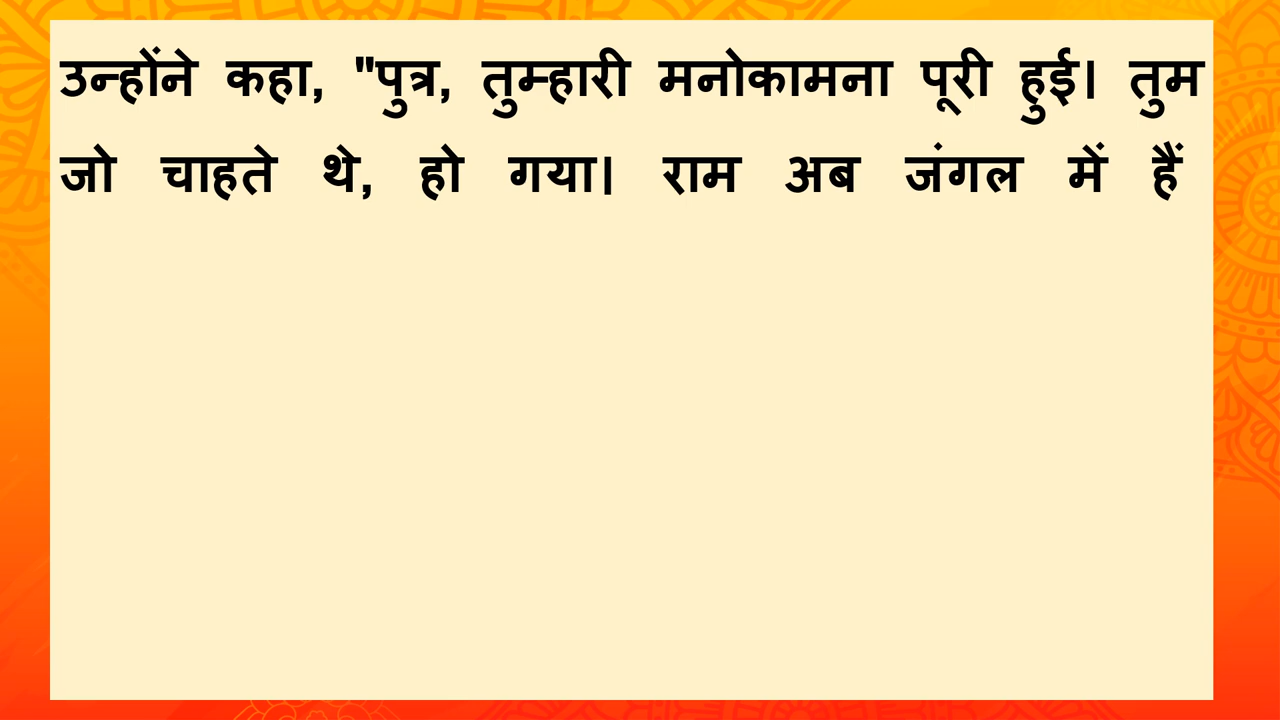 उन्होंने कहा, "पुत्र, तुम्हारी मनोकामना पूरी हुई। तुम
जो चाहते थे, हो गया। राम अब जंगल में हैं